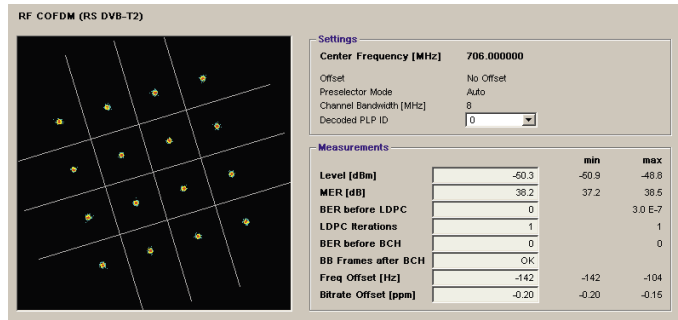 RF COFDM (RS DVB-T2)
Settings
Center Frequency [MHz] 706.000000
Offset No Offset
Preselector Mode Auto
Channel Bandwidth [MHz] 8
Decoded PLP ID 0
Measurements
min max
Level [dBm] -50.3 -50.9 -48.8
MER [dB] 38.2 37.2 38.5
BER before LDPC 0 3.0 E-7
LDPC Iterations 1 1
BER before BCH 0 0
BB Frames after BCH OK
Freq Offset [Hz] -142 -142 -104
Bitrate Offset [ppm] -0.20 -0.20 -0.15